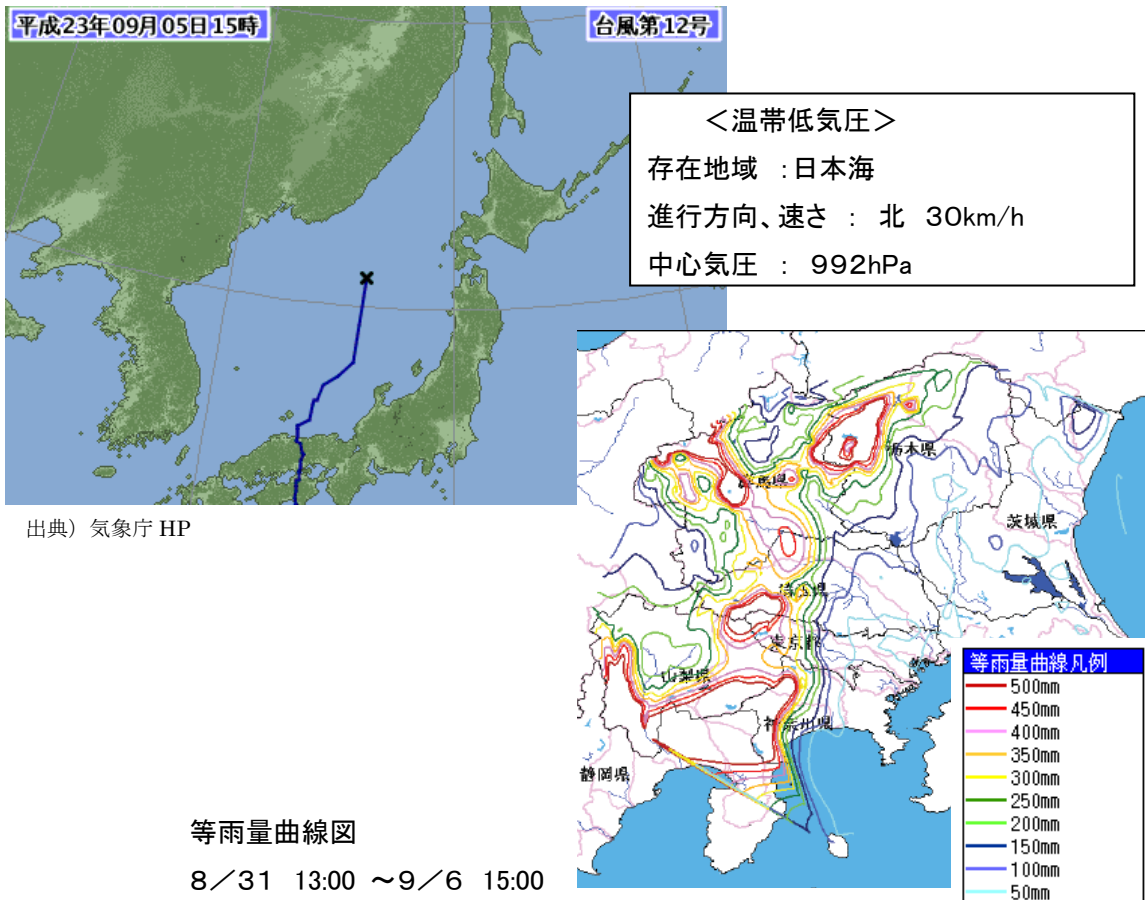 平成23年09月05日15時
台風第12号
＜温帯低気圧＞
存在地域　：日本海
進行方向、速さ　：　北　30km/h
中心気圧　：　992hPa
出典）気象庁 HP
栃木県
群馬県
茨城県
埼玉県
東京都
山梨県
神奈川県
静岡県
等雨量曲線凡例
500mm
450mm
400mm
350mm
300mm
250mm
200mm
150mm
100mm
50mm
等雨量曲線図
8／31　13:00　～9／6　15:00